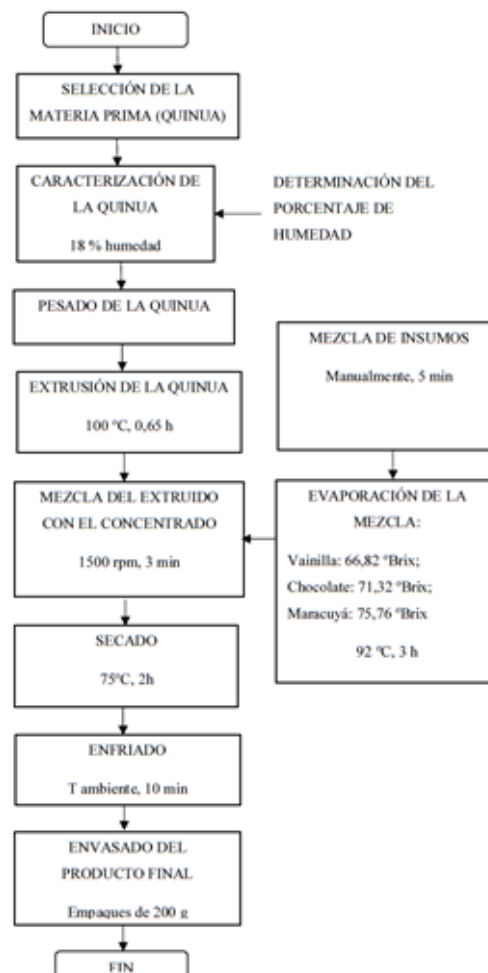 INICIO
SELECCIÓN DE LA
MATERIA PRIMA (QUINUA)
CARACTERIZACIÓN DE
LA QUINUA
18 % humedad
DETERMINACIÓN DEL
PORCENTAJE DE
HUMEDAD
PESADO DE LA QUINUA
EXTRUSIÓN DE LA QUINUA
100 °C, 0,65 h
MEZCLA DE INSUMOS
Manualmente, 5 min
EVAPORACIÓN DE LA
MEZCLA:
Vainilla: 66,82 °Brix;
Chocolate: 71,32 °Brix;
Maracuyá: 75,76 °Brix
92 °C, 3 h
MEZCLA DEL EXTRUIDO
CON EL CONCENTRADO
1500 rpm, 3 min
SECADO
75°C, 2h
ENFRIADO
T ambiente, 10 min
ENVASADO DEL
PRODUCTO FINAL
Empaques de 200 g
FIN